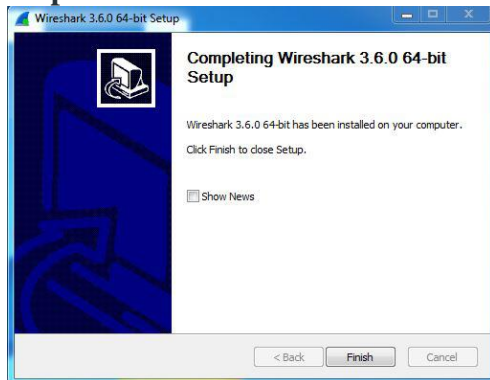 Wireshark 3.6.0 64-bit Setup
Completing Wireshark 3.6.0 64-bit
Setup
Wireshark 3.6.0 64-bit has been installed on your computer.
Click Finish to close Setup.
Show News
< Back Finish Cancel